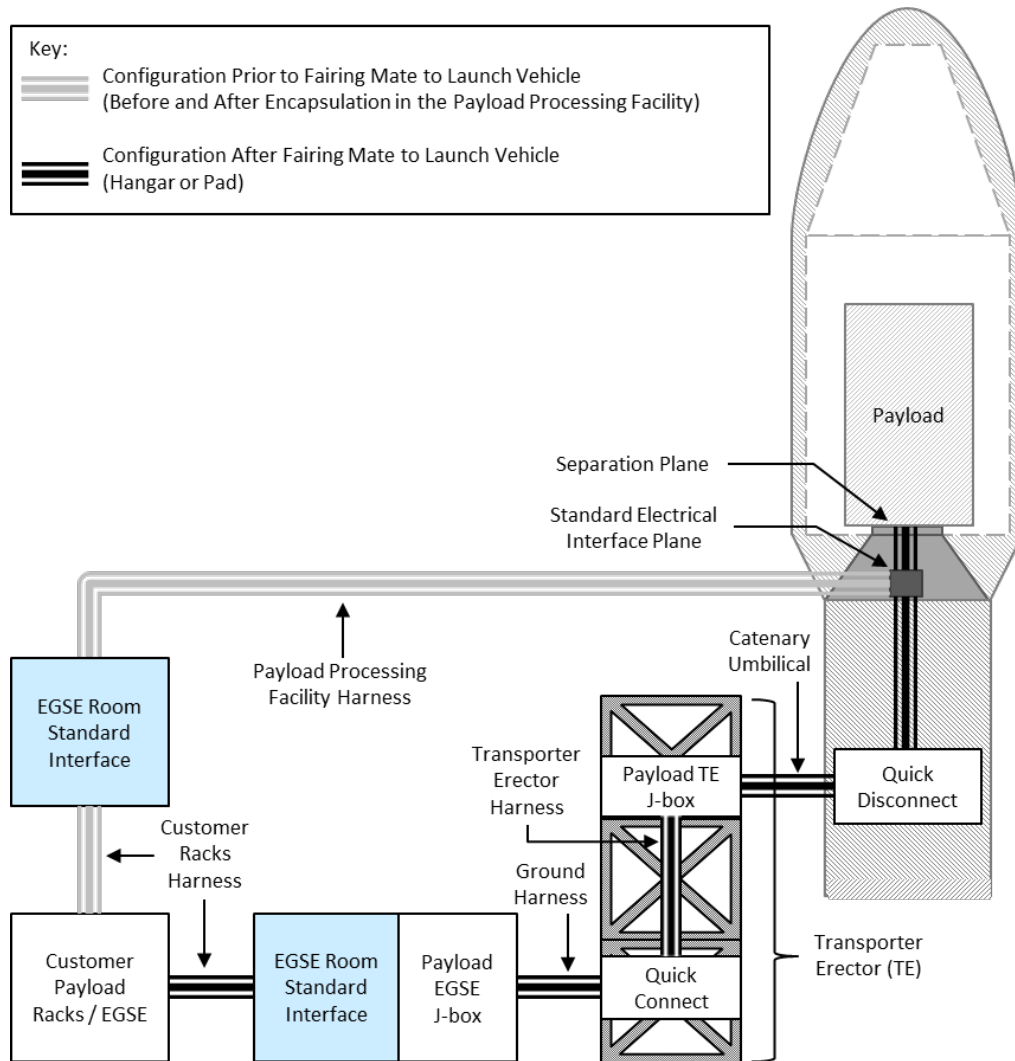 Key:
Configuration Prior to Fairing Mate to Launch Vehicle
(Before and After Encapsulation in the Payload Processing Facility)
Configuration After Fairing Mate to Launch Vehicle
(Hangar or Pad)
Payload
Separation Plane
Standard Electrical
Interface Plane
Payload Processing
Facility Harness
Catenary
Umbilical
EGSE Room
Standard
Interface
Transporter
Erector
Harness
Payload TE
J-box
Quick
Disconnect
Customer
Racks
Harness
Ground
Harness
Customer
Payload
Racks / EGSE
EGSE Room
Standard
Interface
Payload
EGSE
J-box
Quick
Connect
Transporter
Erector (TE)